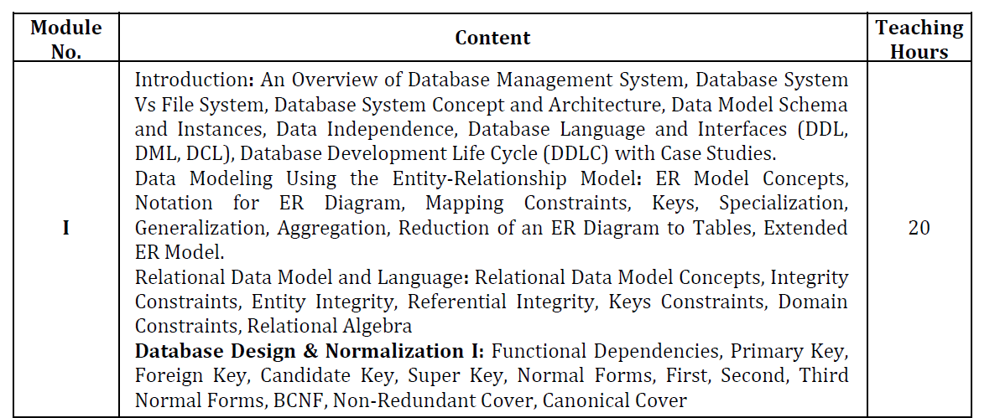 Module No.
Content
Teaching Hours
I
Introduction: An Overview of Database Management System, Database System
Vs File System, Database System Concept and Architecture, Data Model Schema
and Instances, Data Independence, Database Language and Interfaces (DDL,
DML, DCL), Database Development Life Cycle (DDLC) with Case Studies.
Data Modeling Using the Entity-Relationship Model: ER Model Concepts,
Notation for ER Diagram, Mapping Constraints, Keys, Specialization,
Generalization, Aggregation, Reduction of an ER Diagram to Tables, Extended
ER Model.
Relational Data Model and Language: Relational Data Model Concepts, Integrity
Constraints, Entity Integrity, Referential Integrity, Keys Constraints, Domain
Constraints, Relational Algebra
Database Design & Normalization I: Functional Dependencies, Primary Key,
Foreign Key, Candidate Key, Super Key, Normal Forms, First, Second, Third
Normal Forms, BCNF, Non-Redundant Cover, Canonical Cover
20